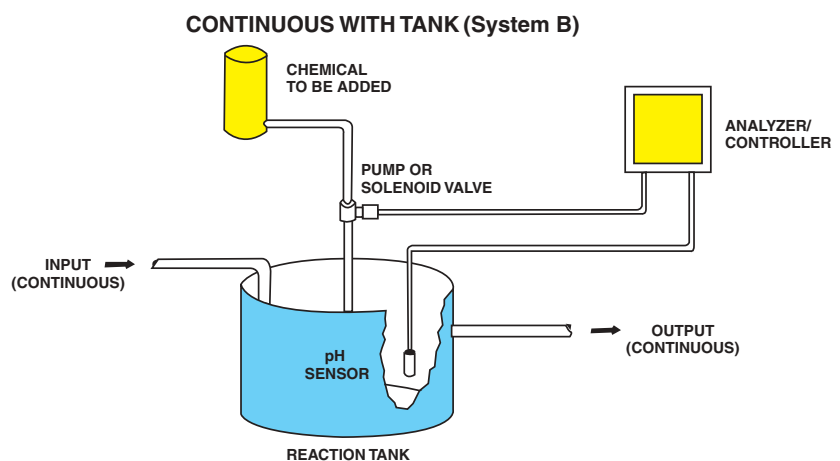 CONTINUOUS WITH TANK (System B)
CHEMICAL
TO BE ADDED
ANALYZER/
CONTROLLER
PUMP OR
SOLENOID VALVE
INPUT
(CONTINUOUS)
OUTPUT
(CONTINUOUS)
pH
SENSOR
REACTION TANK